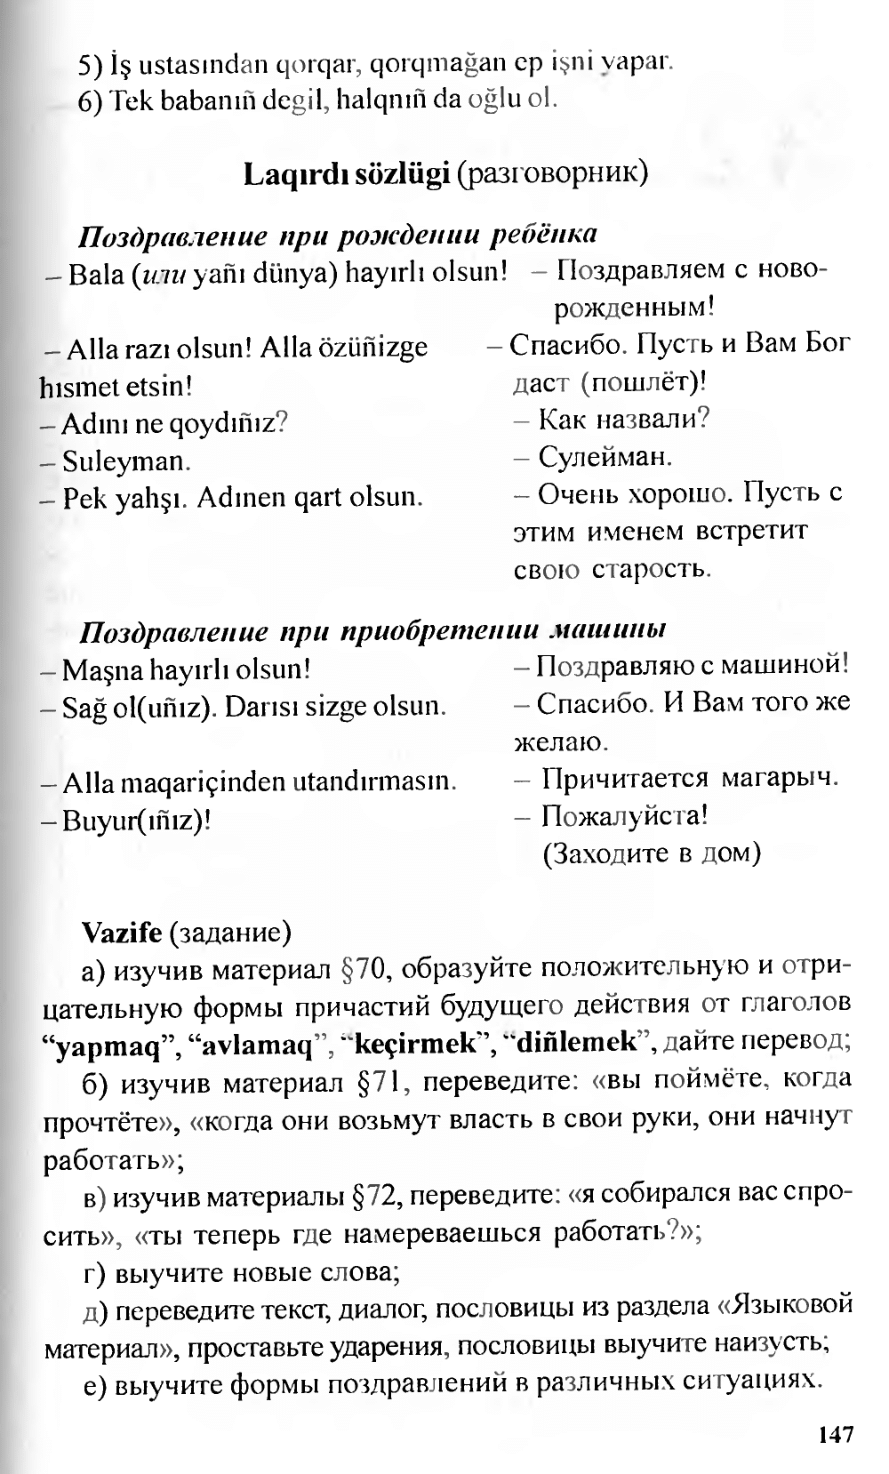 5) İş ustasından qorqar, qorqmağan ep işni yapar.
6) Tek babanıñ degil, halqnıñ da oğlu ol.
Laqırdı sözlügi (разговорник)
Поздравление при рождении ребёнка
– Bala (или yañı dünya) hayırlı olsun! – Поздравляем с ново-
рожденным!
– Alla razı olsun! Alla özüñizge – Спасибо. Пусть и Вам Бог
hısmet etsin! даст (пошлёт)!
– Adını ne qoydıñız? – Как назвали?
– Suleyman. – Сулейман.
– Pek yahşı. Adınen qart olsun. – Очень хорошо. Пусть с
этим именем встретит
свою старость.
Поздравление при приобретении машины
– Maşna hayırlı olsun! – Поздравляю с машиной!
– Sağ ol(uñız). Darısı sizge olsun. – Спасибо. И Вам того же
желаю.
– Alla maqariçinden utandırmasın. – Причитается магарыч.
– Buyur(ıñız)! – Пожалуйста!
(Заходите в дом)
Vazife (задание)
а) изучив материал §70, образуйте положительную и отри-
цательную формы причастий будущего действия от глаголов
“yapmaq”, “avlamaq”, “keçirmek”, “diñlemek”, дайте перевод;
б) изучив материал §71, переведите: «вы поймёте, когда
прочтёте», «когда они возьмут власть в свои руки, они начнут
работать»;
в) изучив материалы §72, переведите: «я собирался вас спро-
сить», «ты теперь где намереваешься работать?»;
г) выучите новые слова;
д) переведите текст, диалог, пословицы из раздела «Языковой
материал», проставьте ударения, пословицы выучите наизусть;
е) выучите формы поздравлений в различных ситуациях.
147